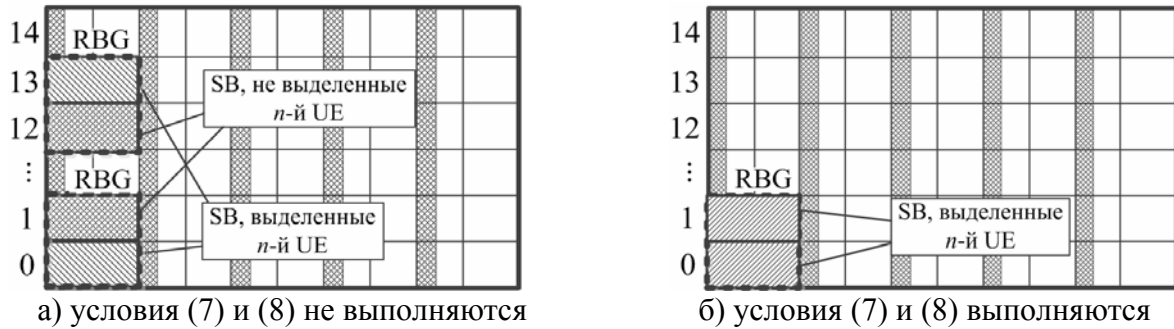 14
RBG
13
SB, не выделенные
n-й UE
12
⋮
RBG
1
SB, выделенные
n-й UE
0
а) условия (7) и (8) не выполняются
14
13
12
⋮
RBG
1
SB, выделенные
n-й UE
0
б) условия (7) и (8) выполняются